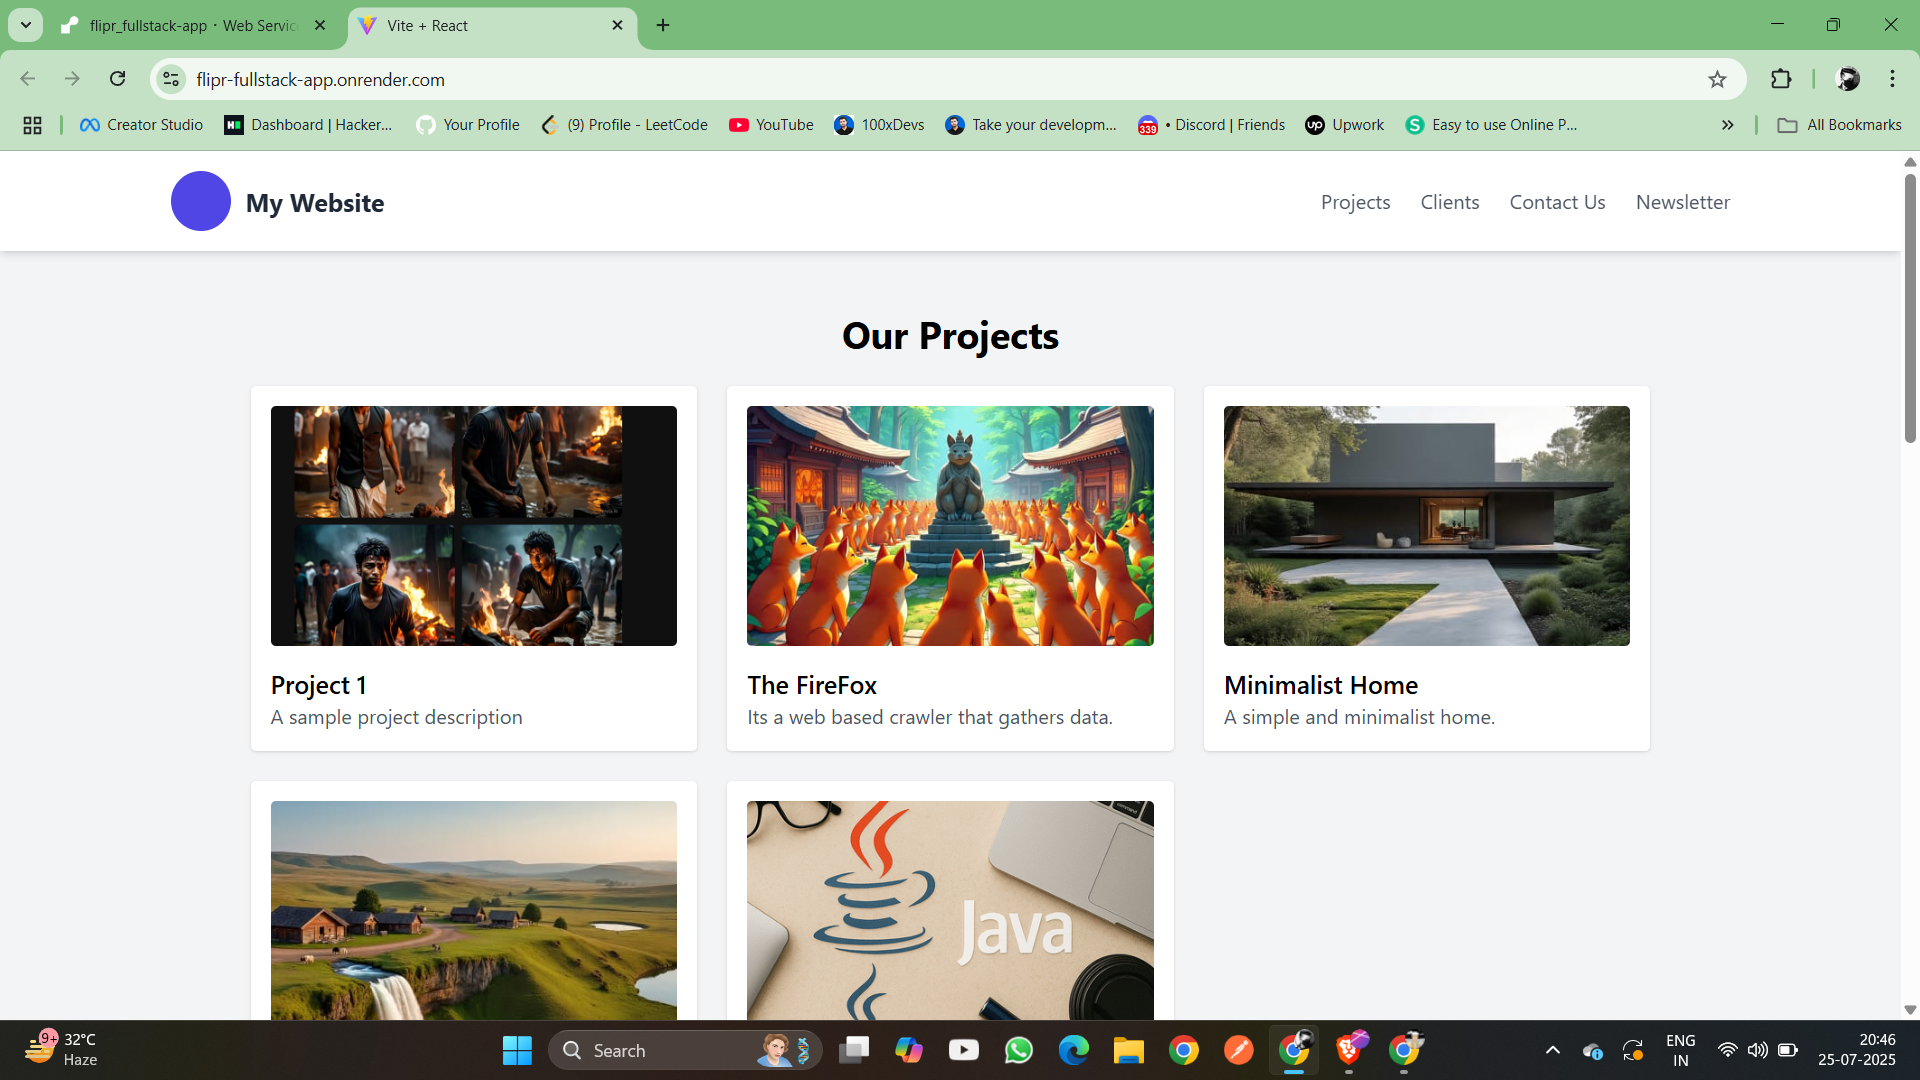 flipr_fullstack-app · Web Servic
Vite + React
flipr-fullstack-app.onrender.com
Creator Studio
Dashboard | Hacker...
Your Profile
(9) Profile - LeetCode
YouTube
100xDevs
Take your developm...
339
• Discord | Friends
up
Upwork
S
Easy to use Online P...
All Bookmarks
My Website
Projects
Clients
Contact Us
Newsletter
Our Projects
Project 1
A sample project description
The FireFox
Its a web based crawler that gathers data.
Minimalist Home
A simple and minimalist home.
Java
9+
32°C
Haze
Search
ENG
IN
20:46
25-07-2025